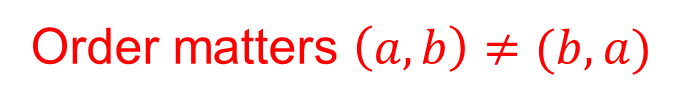 Order matters (a, b) ≠ (b, a)